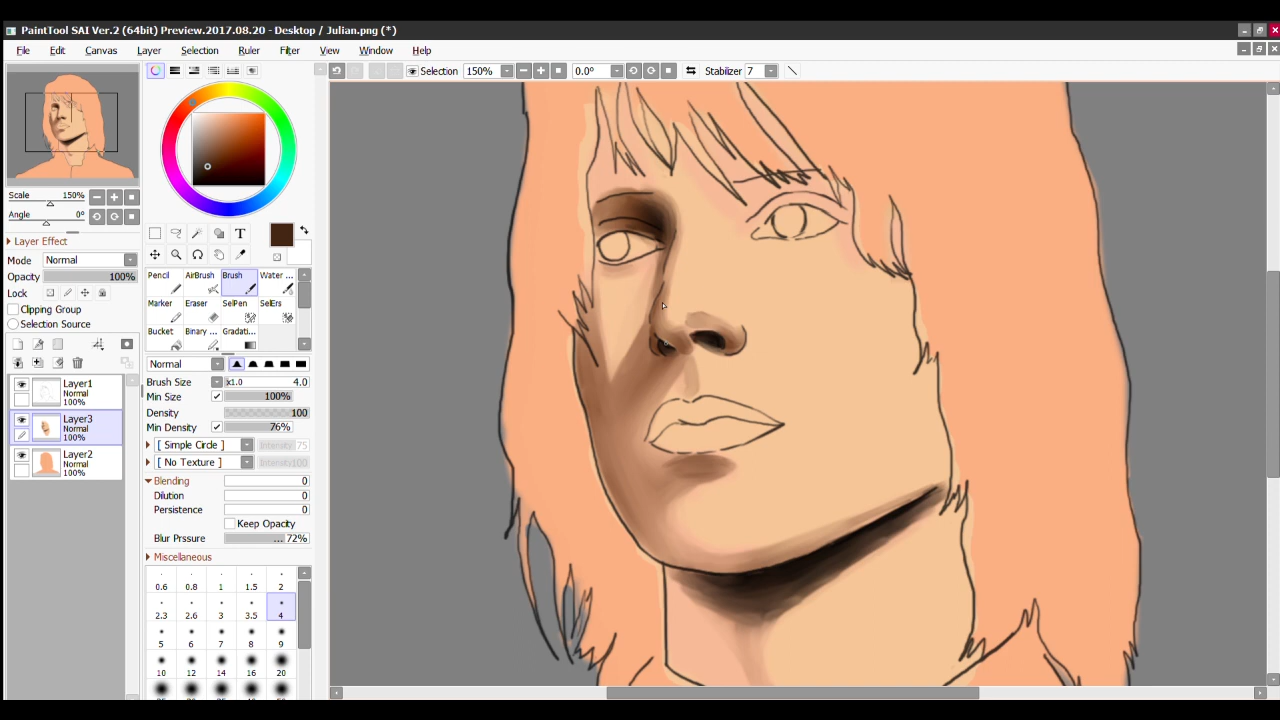 PaintTool SAI Ver.2 (64bit) Preview.2017.08.20 - Desktop / Julian.png (*)
File Edit Canvas Layer Selection Ruler Filter View Window Help
Selection 150% 0.0° Stabilizer 7
Scale 150%
Angle 0°
Layer Effect
Mode Normal
Opacity 100%
Lock
Clipping Group
Selection Source
Layer1
Normal
100%
Layer3
Normal
100%
Layer2
Normal
100%
T
Pencil AirBrush Brush Water ...
Marker Eraser SelPen SelErs
Bucket Binary ... Gradati...
Normal
Brush Size x1.0 4.0
Min Size 100%
Density 100
Min Density 76%
[ Simple Circle ] Intensity 75
[ No Texture ] Intensity 100
Blending 0
Dilution 0
Persistence 0
Keep Opacity
Blur Prssure ... 72%
Miscellaneous
0.6 0.8 1 1.5 2
2.3 2.6 3 3.5 4
5 6 7 8 9
10 12 14 16 20